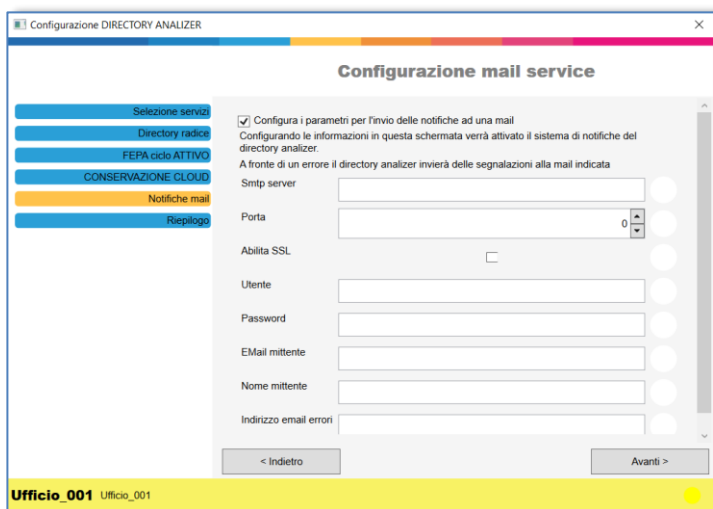 Configurazione DIRECTORY ANALIZER
Configurazione mail service
Selezione servizi
Directory radice
FEPA ciclo ATTIVO
CONSERVAZIONE CLOUD
Notifiche mail
Riepilogo
Configura i parametri per l'invio delle notifiche ad una mail
Configurando le informazioni in questa schermata verrà attivato il sistema di notifiche del
directory analizer.
A fronte di un errore il directory analizer invierà delle segnalazioni alla mail indicata
Smtp server
Porta
0
Abilita SSL
Utente
Password
EMail mittente
Nome mittente
Indirizzo email errori
< Indietro
Avanti >
Ufficio_001 Ufficio_001